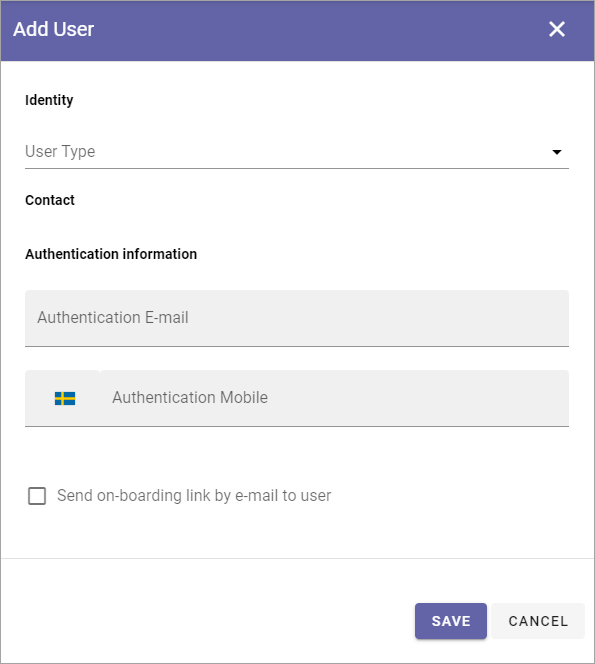 Add User
Identity
User Type
Contact
Authentication information
Authentication E-mail
Authentication Mobile
Send on-boarding link by e-mail to user
SAVE CANCEL